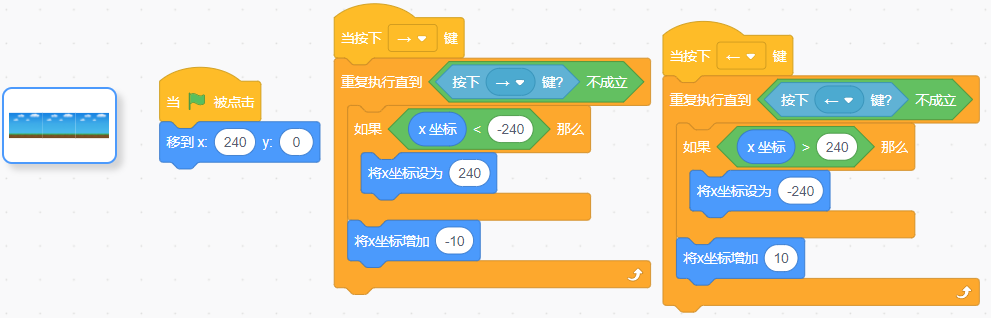 当 被点击
移到 x: 240 y: 0
当按下 → 键
重复执行直到 按下 → 键? 不成立
如果 x 坐标 < -240 那么
将x坐标设为 240
将x坐标增加 -10
当按下 ← 键
重复执行直到 按下 ← 键? 不成立
如果 x 坐标 > 240 那么
将x坐标设为 -240
将x坐标增加 10